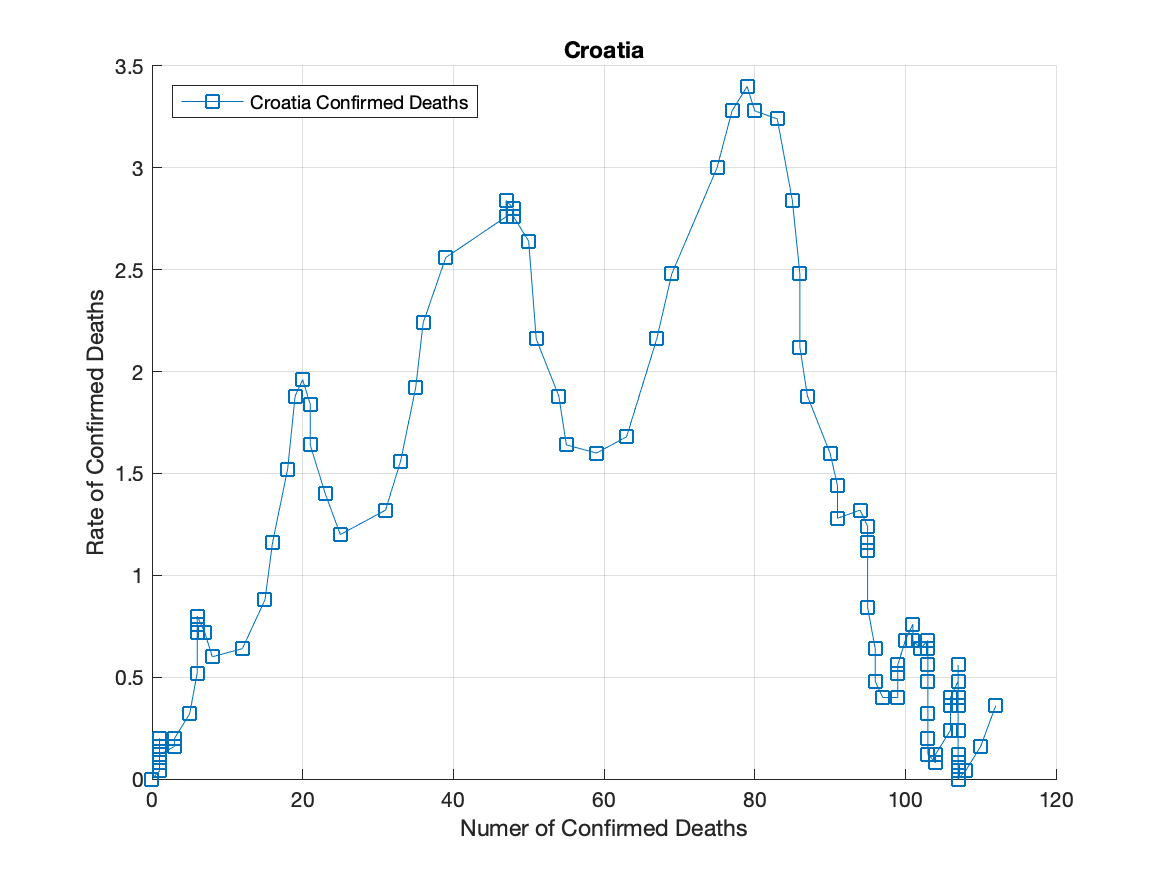 Croatia
Croatia Confirmed Deaths
3.5
3
2.5
2
1.5
1
0.5
0
Rate of Confirmed Deaths
0 20 40 60 80 100 120
Numer of Confirmed Deaths